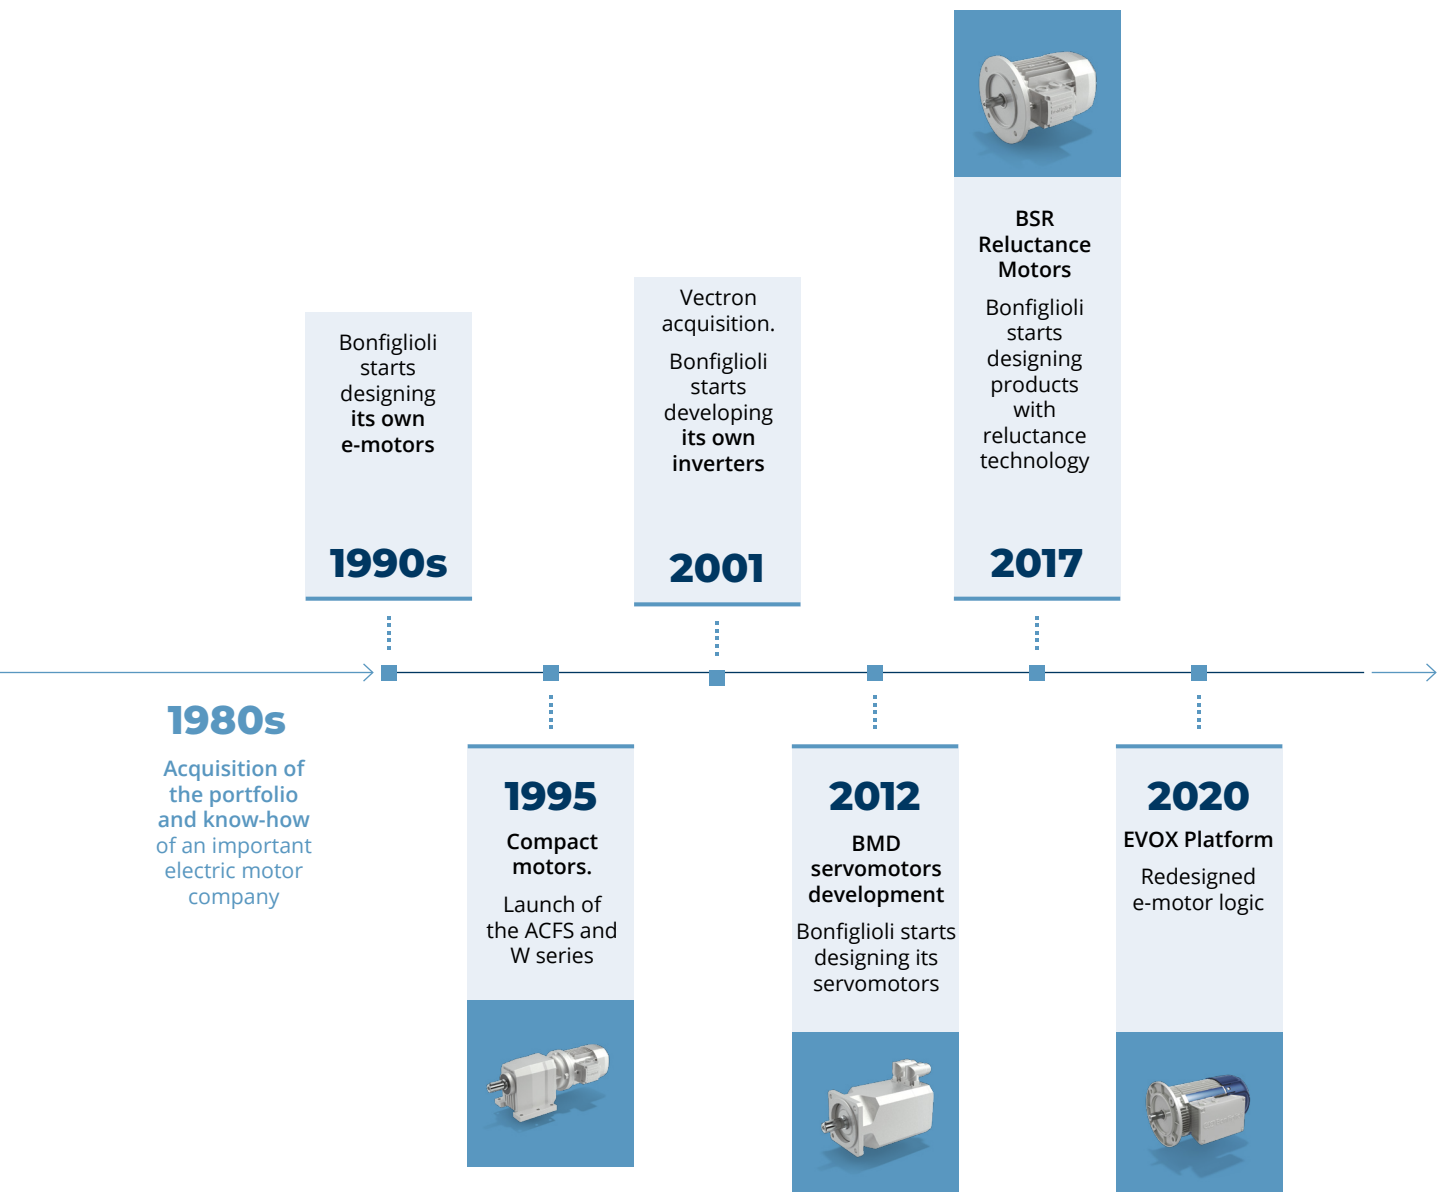 1980s
Acquisition of
the portfolio
and know-how
of an important
electric motor
company
Bonfiglioli
starts
designing
its own
e-motors
1990s
1995
Compact
motors.
Launch of
the ACFS and
W series
Vectron
acquisition.
Bonfiglioli
starts
developing
its own
inverters
2001
2012
BMD
servomotors
development
Bonfiglioli starts
designing its
servomotors
BSR
Reluctance
Motors
Bonfiglioli
starts
designing
products
with
reluctance
technology
2017
2020
EVOX Platform
Redesigned
e-motor logic